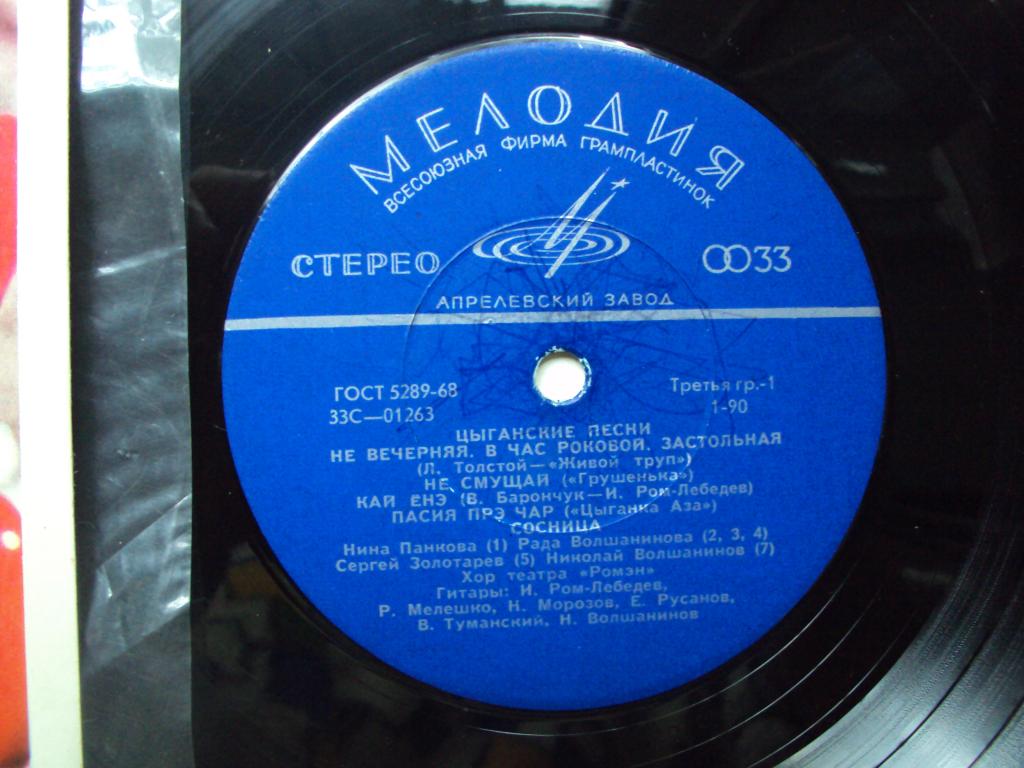 МЕЛОДИЯ
ВСЕСОЮЗНАЯ ФИРМА ГРАМПЛАСТИНОК
СТЕРЕО
33
АПРЕЛЕВСКИЙ ЗАВОД
ГОСТ 5289-68
Третья гр.-1
33С—01263
1-90
ЦЫГАНСКИЕ ПЕСНИ
НЕ ВЕЧЕРНЯЯ. В ЧАС РОКОВОЙ. ЗАСТОЛЬНАЯ
(Л. Толстой—«Живой труп»)
НЕ СМУЩАЙ («Грушенька»)
КАЙ ЕНЭ (В. Барончук—И. Ром-Лебедев)
ПАСИЯ ПРЭ ЧАР («Цыганка Аза»)
СОСНИЦА
Нина Панкова (1) Рада Волшанинова (2, 3, 4)
Сергей Золотарев (5) Николай Волшанинов (7)
Хор театра «Ромэн»
Гитары: И. Ром-Лебедев,
Р. Мелешко, Н. Морозов, Е. Русанов,
В. Туманский, Н. Волшанинов